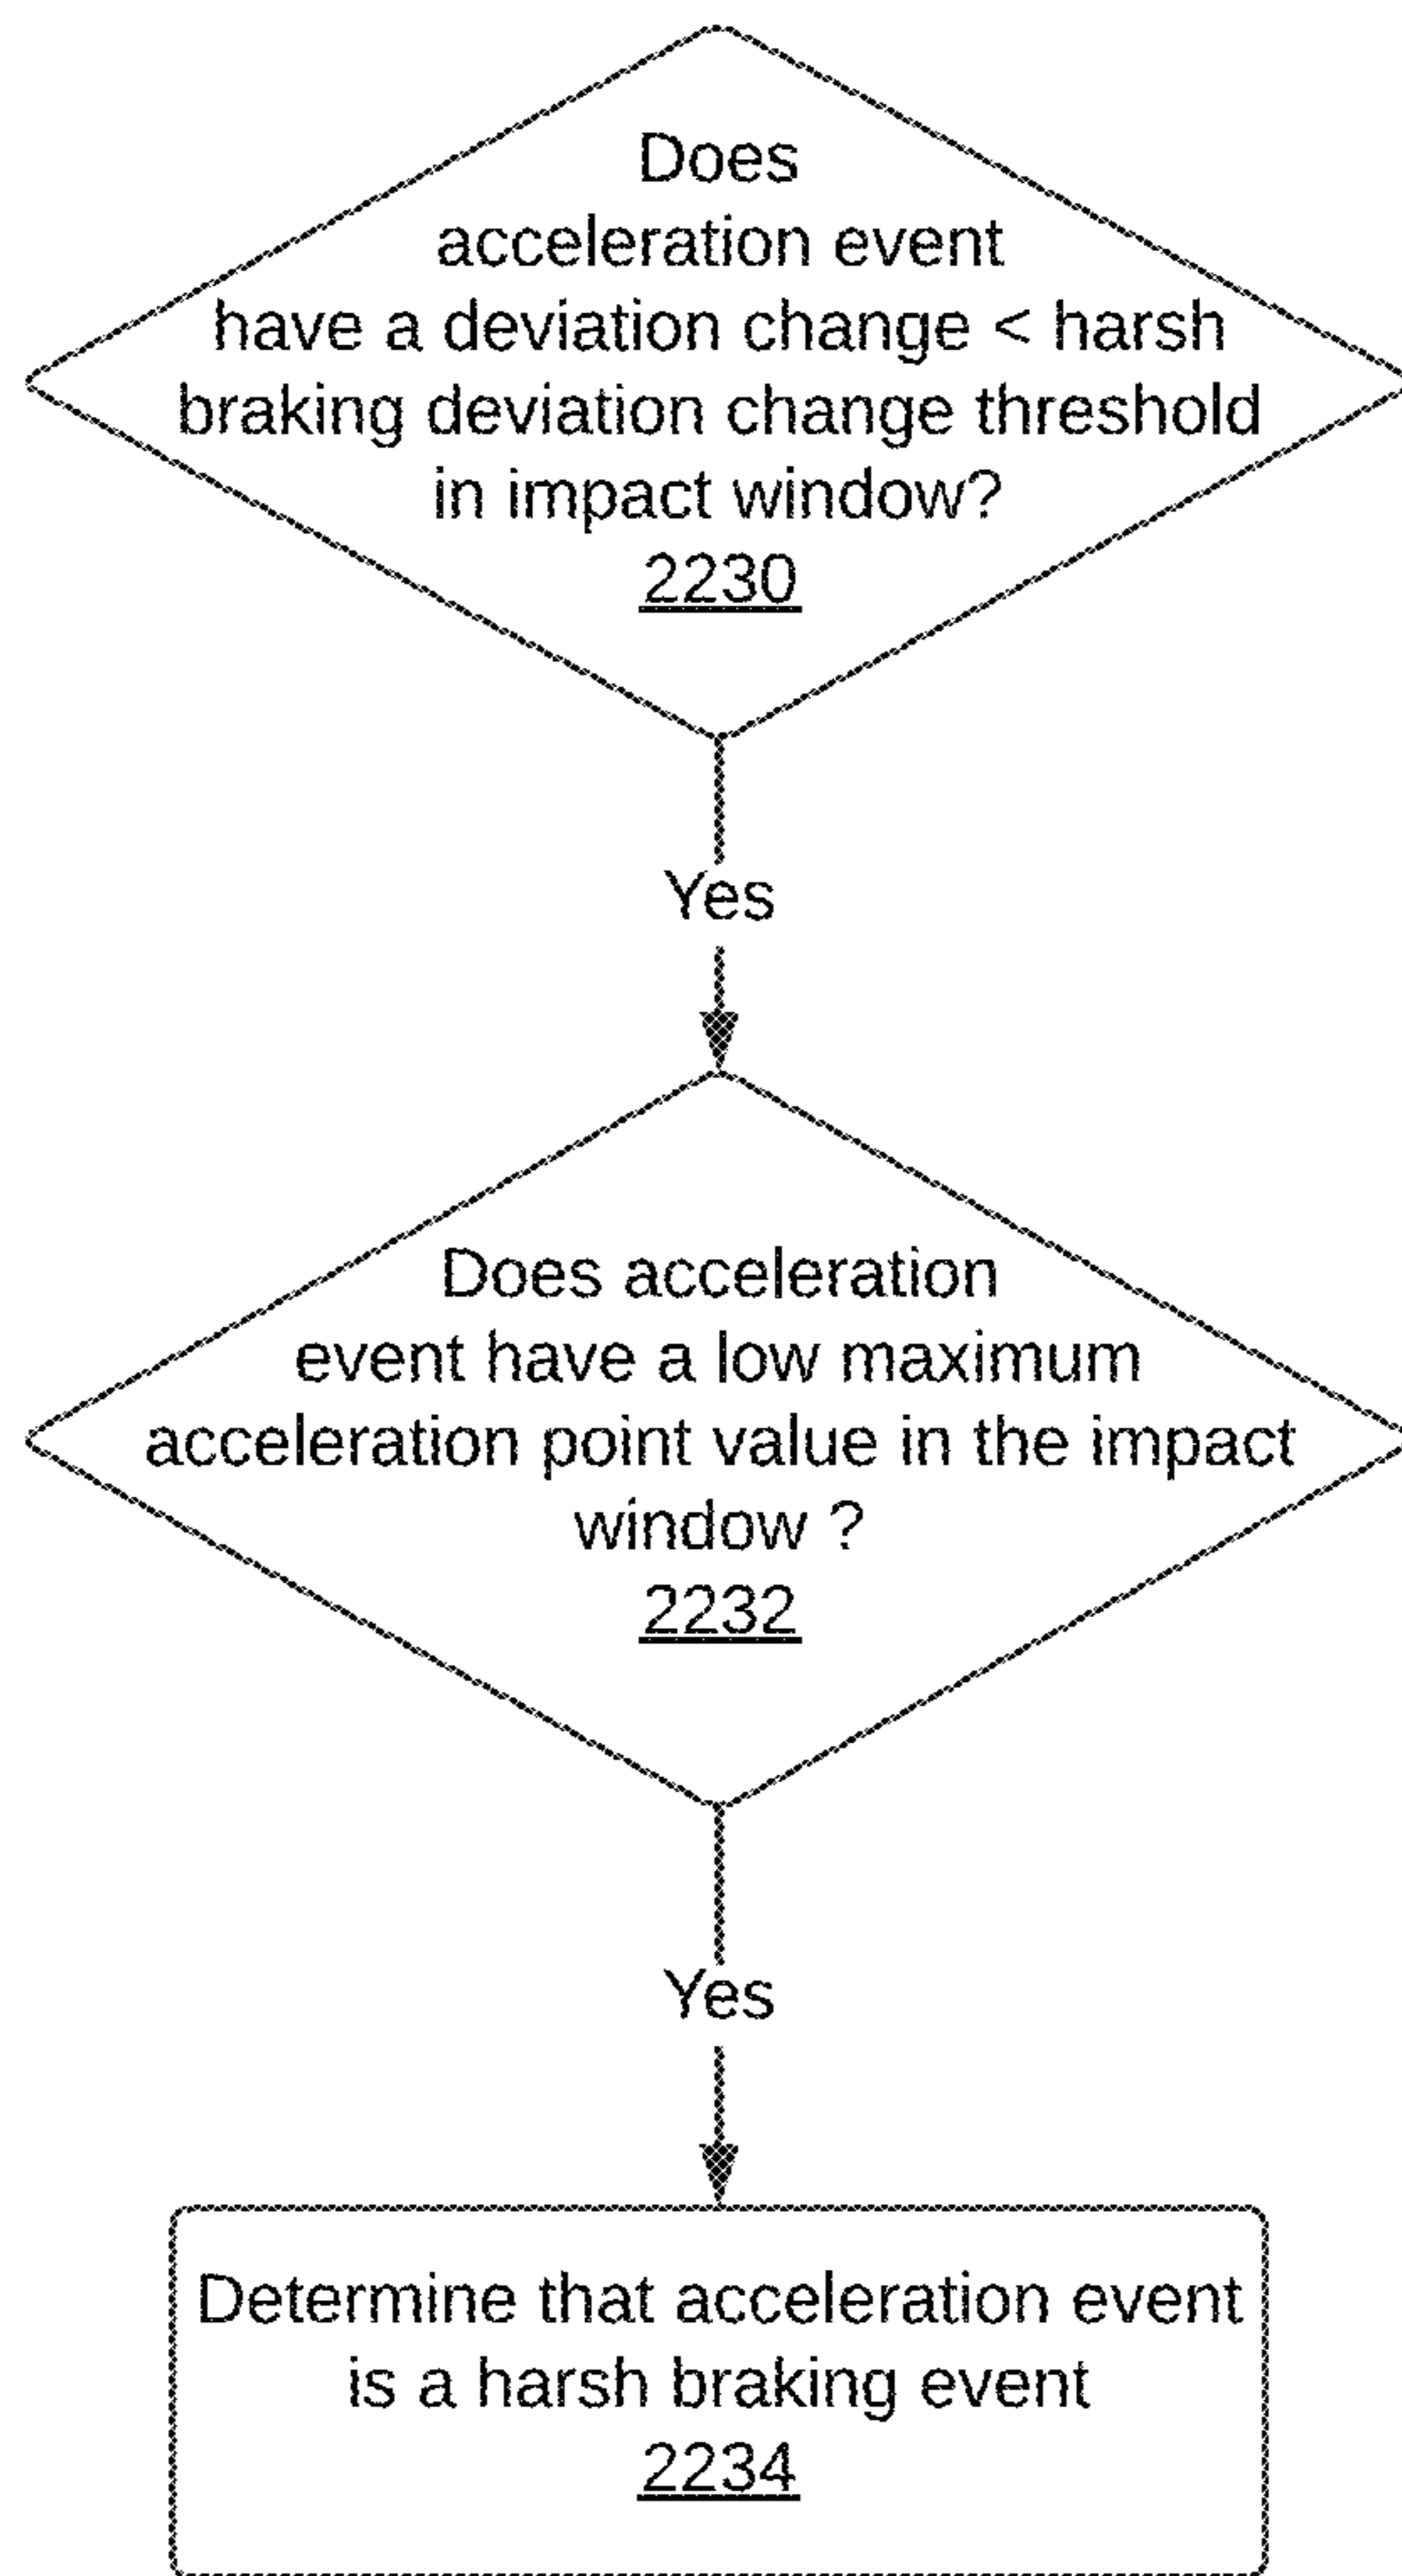 Does
acceleration event
have a deviation change < harsh
braking deviation change threshold
in impact window?
2230
Yes
Does acceleration
event have a low maximum
acceleration point value in the impact
window ?
2232
Yes
Determine that acceleration event
is a harsh braking event
2234